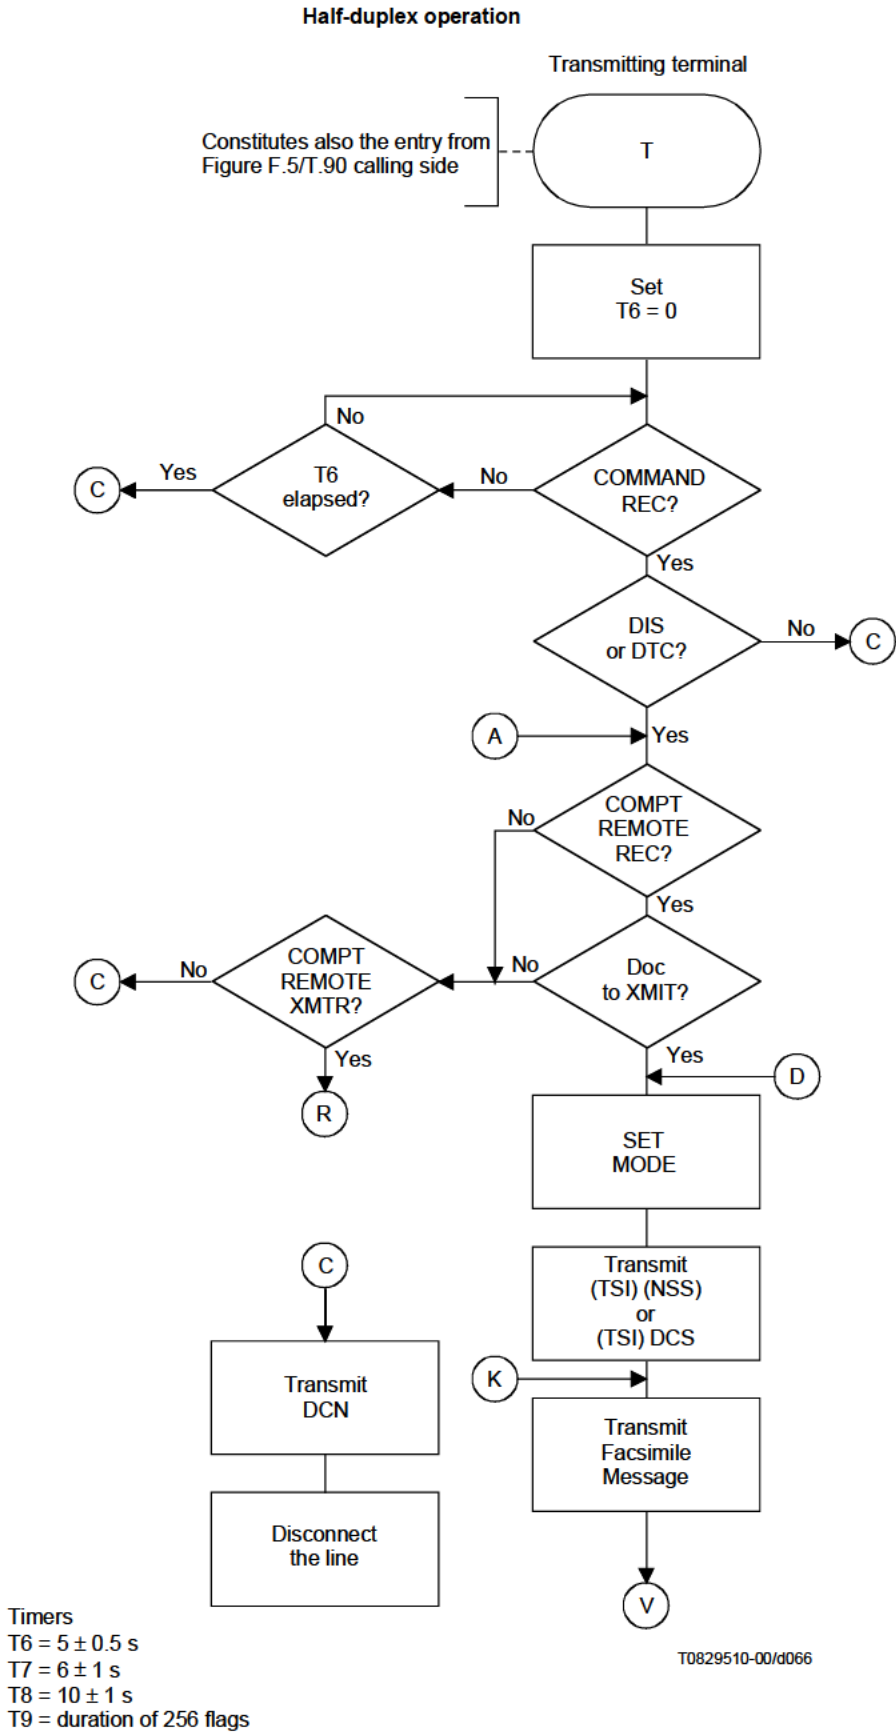 Half-duplex operation
Transmitting terminal
Constitutes also the entry from
Figure F.5/T.90 calling side
T
Set
T6 = 0
No
C
Yes
T6
elapsed?
No
COMMAND
REC?
Yes
DIS
or DTC?
No
C
A
Yes
COMPT
REMOTE
REC?
No
Yes
C
No
COMPT
REMOTE
XMTR?
No
Doc
to XMIT?
Yes
R
Yes
D
SET
MODE
C
Transmit
(TSI) (NSS)
or
(TSI) DCS
Transmit
DCN
K
Transmit
Facsimile
Message
Disconnect
the line
V
Timers
T6 = 5 ± 0.5 s
T7 = 6 ± 1 s
T8 = 10 ± 1 s
T9 = duration of 256 flags
T0829510-00/d066